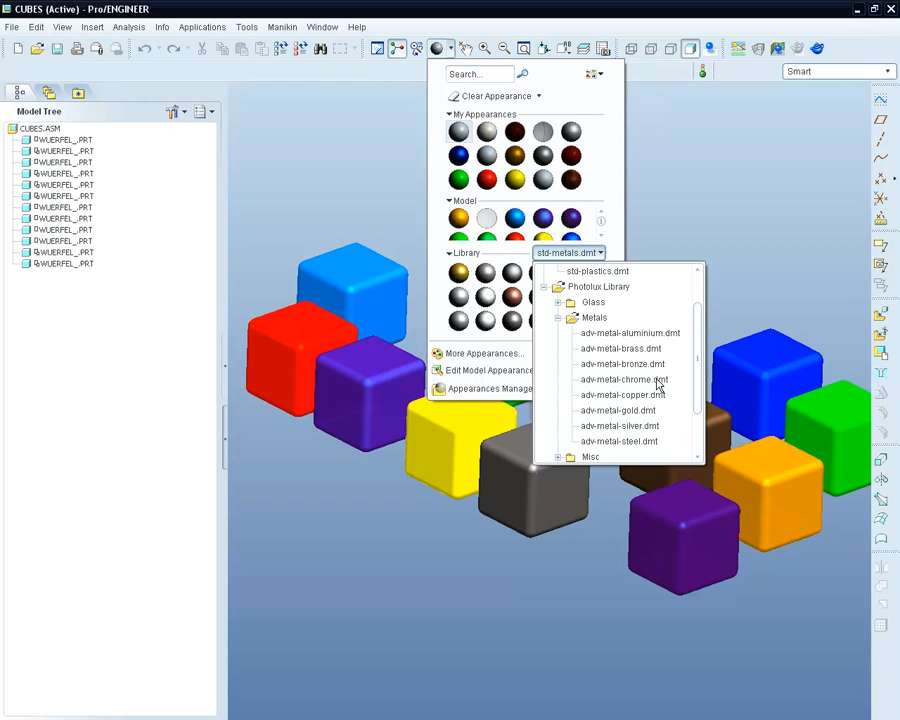 CUBES (Active) - Pro/ENGINEER
File Edit View Insert Analysis Info Applications Tools Manikin Window Help
Smart
Model Tree
CUBES.ASM
WUERFEL_.PRT
WUERFEL_.PRT
WUERFEL_.PRT
WUERFEL_.PRT
WUERFEL_.PRT
WUERFEL_.PRT
WUERFEL_.PRT
WUERFEL_.PRT
WUERFEL_.PRT
WUERFEL_.PRT
WUERFEL_.PRT
WUERFEL_.PRT
Search...
Clear Appearance
My Appearances
Model
Library
std-metals.dmt
More Appearances...
Edit Model Appearance
Appearances Manage
std-plastics.dmt
Photolux Library
Glass
Metals
adv-metal-aluminium.dmt
adv-metal-brass.dmt
adv-metal-bronze.dmt
adv-metal-chrome.dmt
adv-metal-copper.dmt
adv-metal-gold.dmt
adv-metal-silver.dmt
adv-metal-steel.dmt
Misc